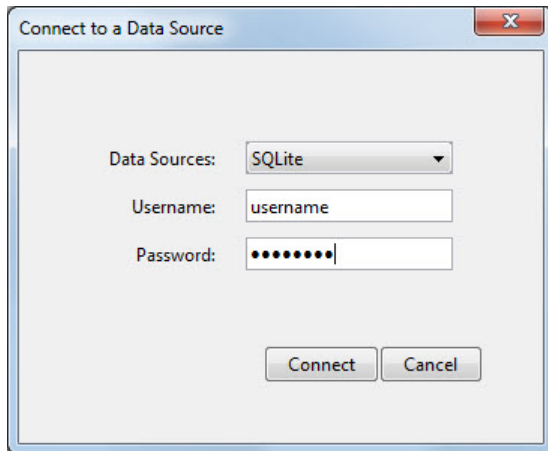 Connect to a Data Source
Data Sources: SQLite
Username: username
Password: ••••••••
Connect Cancel